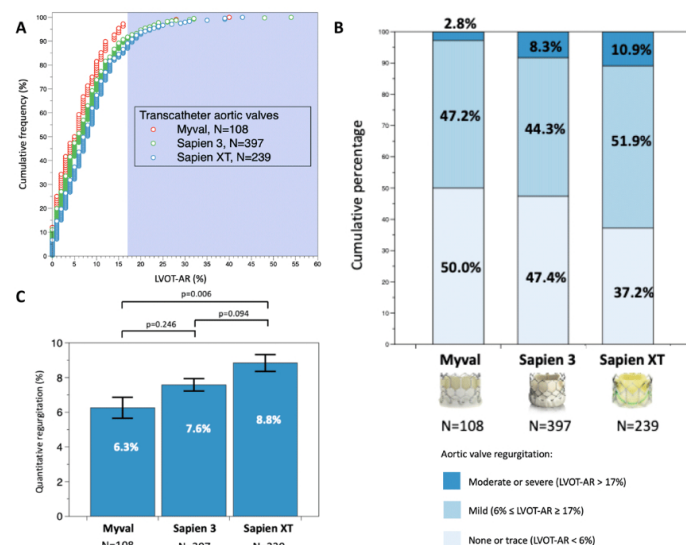 A
Cumulative frequency (%)
100
90
80
70
60
50
40
30
20
10
0
Transcatheter aortic valves
Myval, N=108
Sapien 3, N=397
Sapien XT, N=239
0 5 10 15 20 25 30 35 40 45 50 55 60
LVOT-AR (%)
B
Cumulative percentage
100
90
80
70
60
50
40
30
20
10
0
2.8%
8.3%
10.9%
47.2%
44.3%
51.9%
50.0%
47.4%
37.2%
Myval Sapien 3 Sapien XT
N=108 N=397 N=239
Aortic valve regurgitation:
Moderate or severe (LVOT-AR > 17%)
Mild (6% ≤ LVOT-AR ≥ 17%)
None or trace (LVOT-AR < 6%)
C
p=0.006
p=0.246
p=0.094
Quantitative regurgitation (%)
10
8
6
4
2
0
6.3%
7.6%
8.8%
Myval Sapien 3 Sapien XT
N=108 N=397 N=239